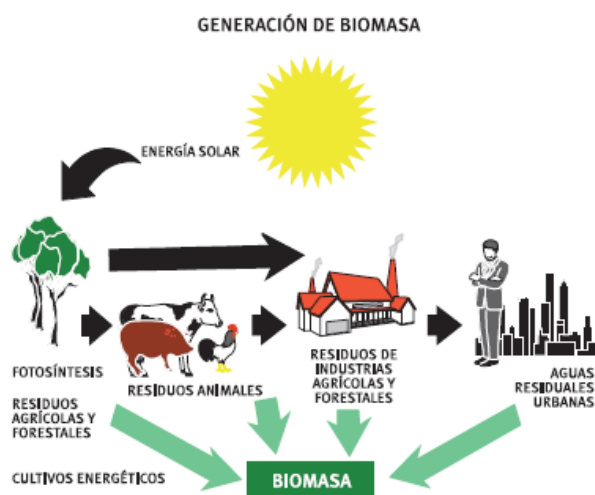 GENERACIÓN DE BIOMASA
ENERGÍA SOLAR
FOTOSÍNTESIS
RESIDUOS
AGRÍCOLAS Y
FORESTALES
CULTIVOS ENERGÉTICOS
RESIDUOS ANIMALES
RESIDUOS DE
INDUSTRIAS
AGRÍCOLAS Y
FORESTALES
AGUAS
RESIDUALES
URBANAS
BIOMASA